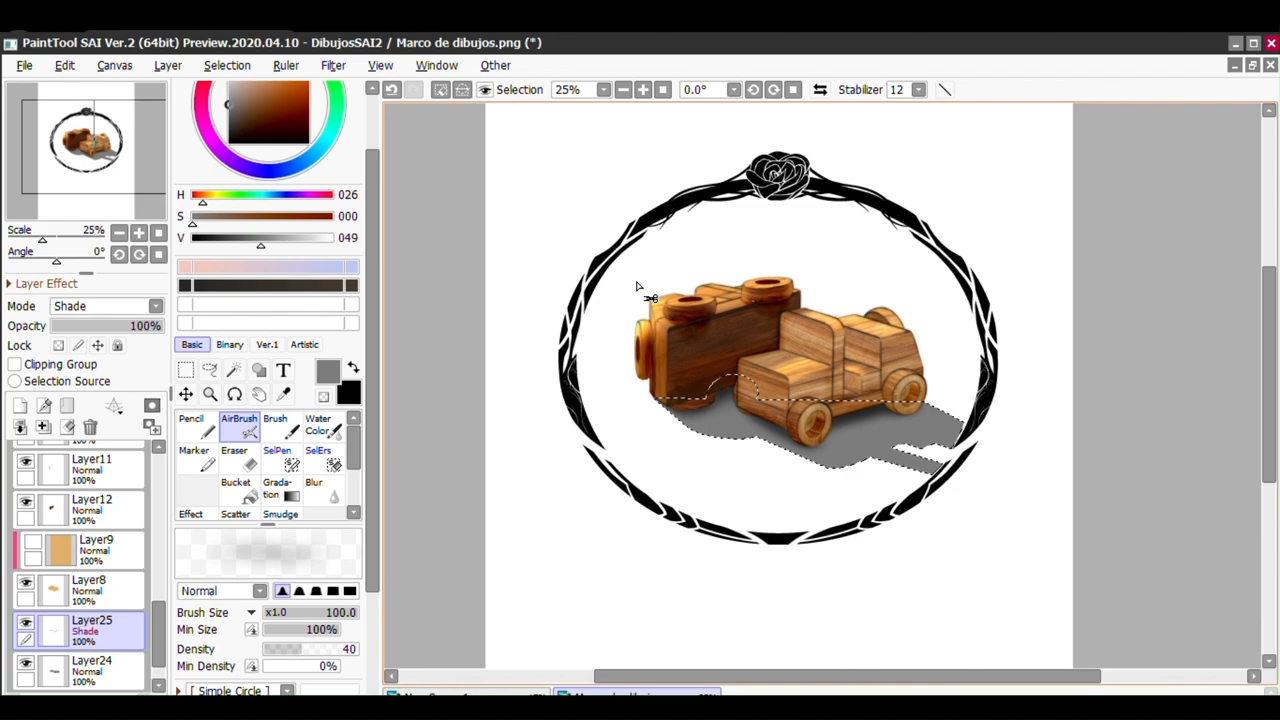 PaintTool SAI Ver.2 (64bit) Preview.2020.04.10 - DibujosSAI2 / Marco de dibujos.png (*)
File Edit Canvas Layer Selection Ruler Filter View Window Other
Selection 25% 0.0° Stabilizer 12
Scale 25%
Angle 0°
Layer Effect
Mode Shade
Opacity 100%
Lock
Clipping Group
Selection Source
Layer11
Normal
100%
Layer12
Normal
100%
Layer9
Normal
100%
Layer8
Normal
100%
Layer25
Shade
100%
Layer24
Normal
100%
H 026
S 000
V 049
Basic Binary Ver.1 Artistic
T
Pencil AirBrush Brush Water Color
Marker Eraser SelPen SelErs
Bucket Grada-tion Blur
Effect Scatter Smudge
Normal
Brush Size x1.0 100.0
Min Size 100%
Density 40
Min Density 0%
[ Simple Circle ]